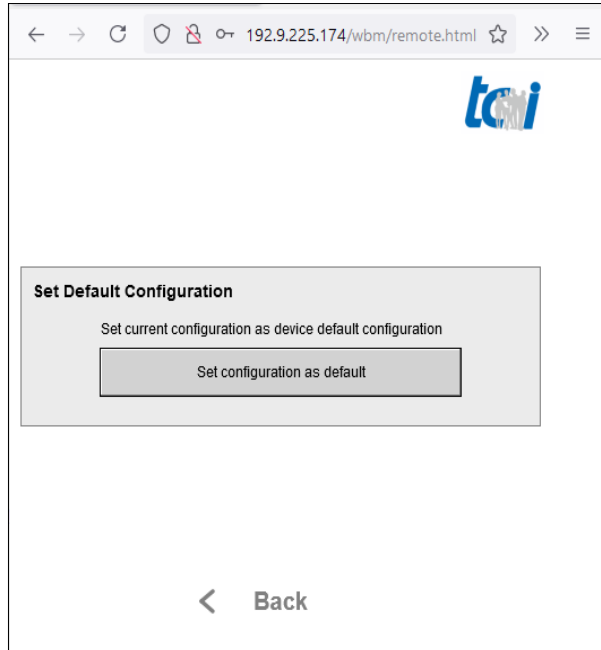 192.9.225.174/wbm/remote.html
tci
Set Default Configuration
Set current configuration as device default configuration
Set configuration as default
Back